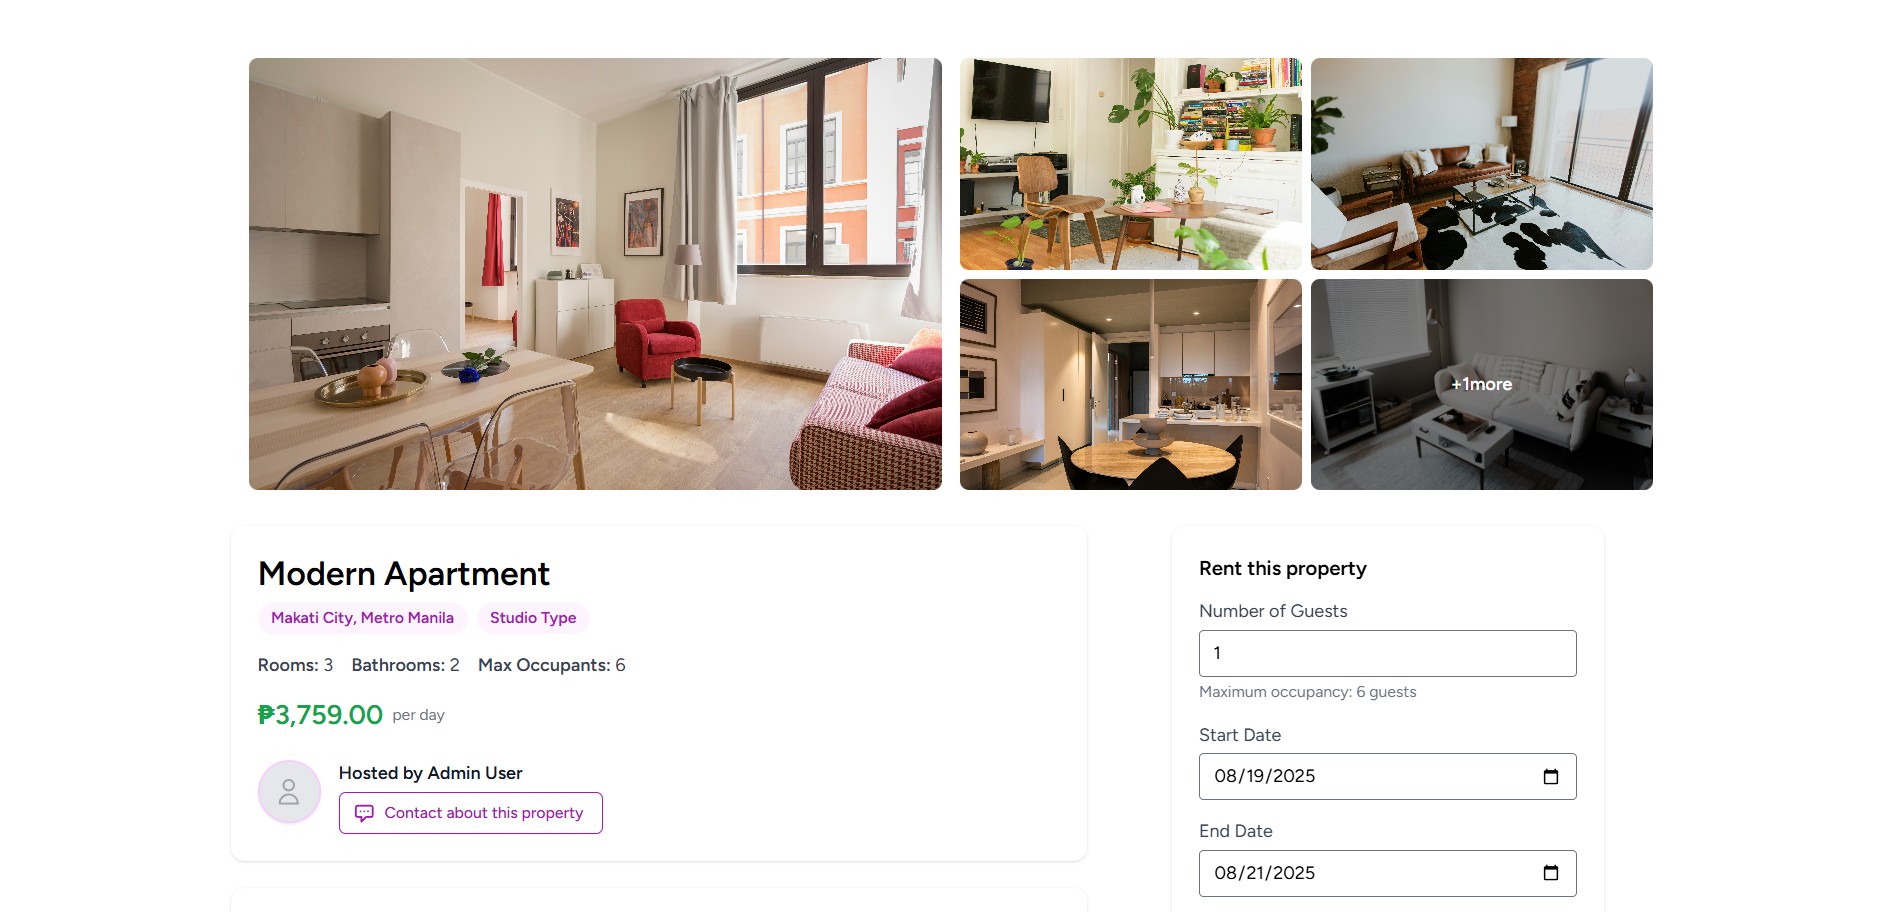 +1more
Modern Apartment
Makati City, Metro Manila
Studio Type
Rooms: 3 Bathrooms: 2 Max Occupants: 6
₱3,759.00 per day
Hosted by Admin User
Contact about this property
Rent this property
Number of Guests
1
Maximum occupancy: 6 guests
Start Date
08/19/2025
End Date
08/21/2025